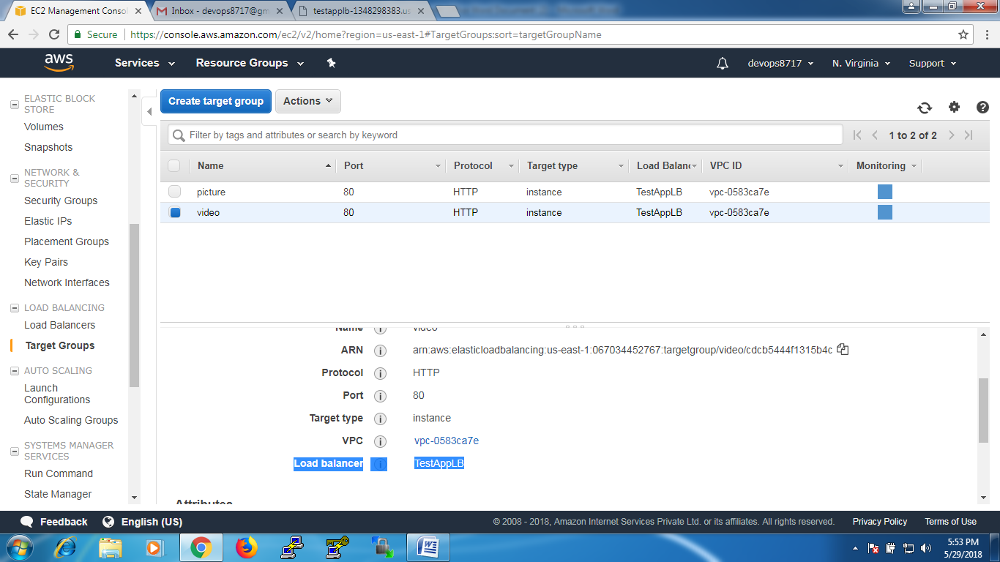 EC2 Management Conso
Inbox - devops8717@gm
testapplb-1348298383.us
Secure
https://console.aws.amazon.com/ec2/v2/home?region=us-east-1#TargetGroups:sort=targetGroupName
aws
Services
Resource Groups
devops8717
N. Virginia
Support
ELASTIC BLOCK
STORE
Volumes
Snapshots
NETWORK &
SECURITY
Security Groups
Elastic IPs
Placement Groups
Key Pairs
Network Interfaces
LOAD BALANCING
Load Balancers
Target Groups
AUTO SCALING
Launch
Configurations
Auto Scaling Groups
SYSTEMS MANAGER
SERVICES
Run Command
State Manager
Create target group
Actions
Filter by tags and attributes or search by keyword
1 to 2 of 2
Name Port Protocol Target type Load Balanc VPC ID Monitoring
picture 80 HTTP instance TestAppLB vpc-0583ca7e
video 80 HTTP instance TestAppLB vpc-0583ca7e
Name video
ARN arn:aws:elasticloadbalancing:us-east-1:067034452767:targetgroup/video/cdcb5444f1315b4c
Protocol HTTP
Port 80
Target type instance
VPC vpc-0583ca7e
Load balancer TestAppLB
Attributes
Feedback
English (US)
© 2008 - 2018, Amazon Internet Services Private Ltd. or its affiliates. All rights reserved.
Privacy Policy
Terms of Use
5:53 PM
5/29/2018